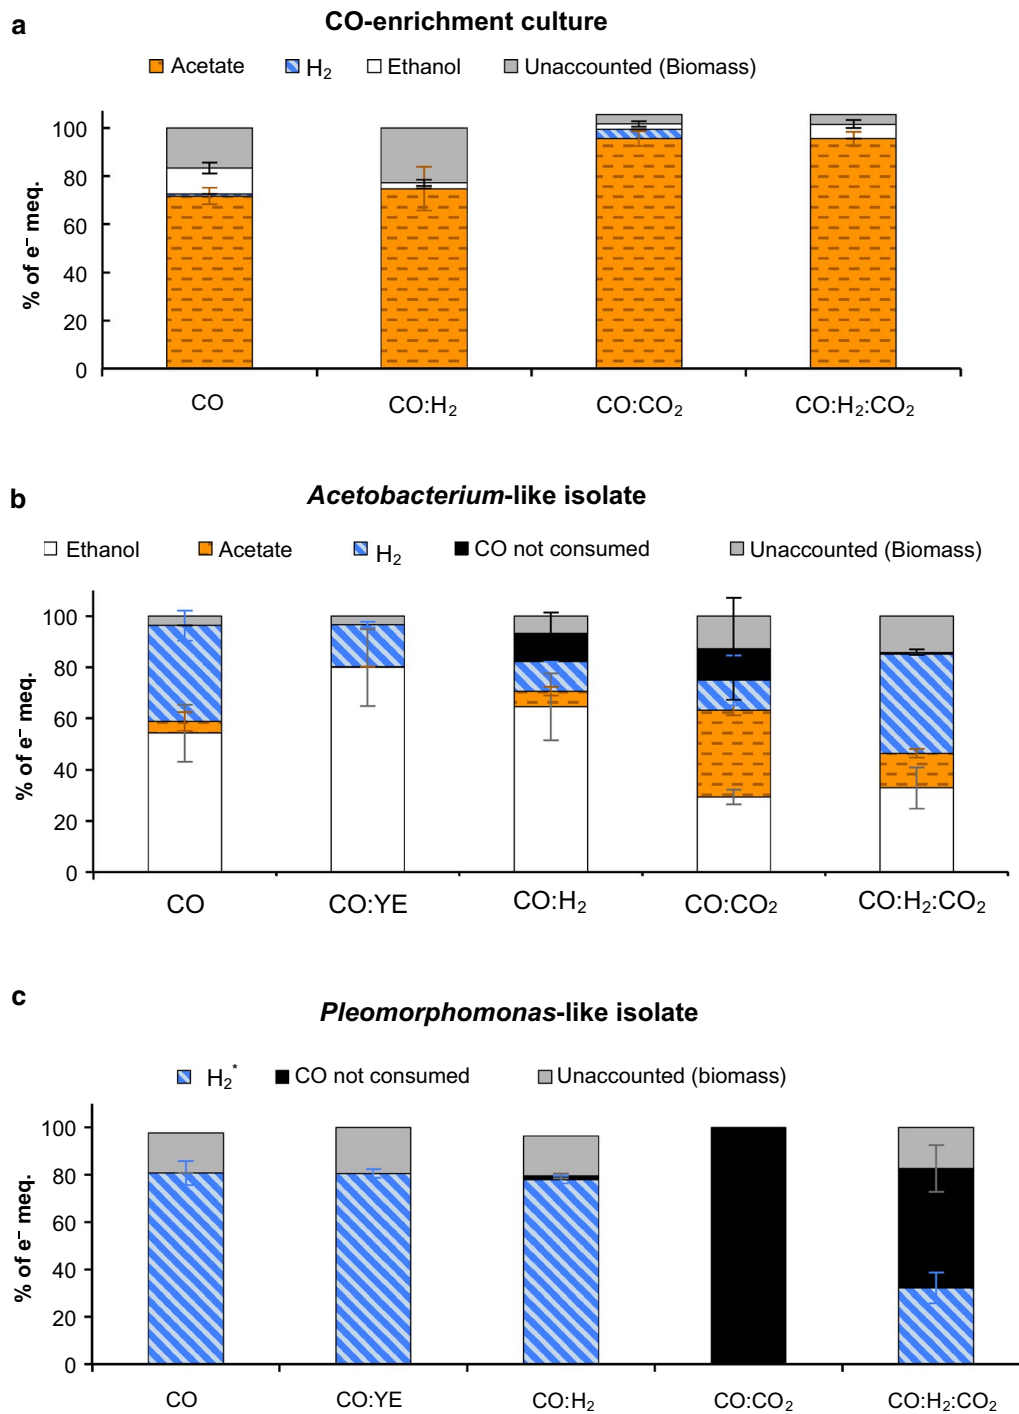 a
CO-enrichment culture
Acetate H₂ Ethanol Unaccounted (Biomass)
% of e⁻ meq.
100
80
60
40
20
0
CO CO:H₂ CO:CO₂ CO:H₂:CO₂
b
Acetobacterium-like isolate
Ethanol Acetate H₂ CO not consumed Unaccounted (Biomass)
% of e⁻ meq.
100
80
60
40
20
0
CO CO:YE CO:H₂ CO:CO₂ CO:H₂:CO₂
c
Pleomorphomonas-like isolate
H₂* CO not consumed Unaccounted (biomass)
% of e⁻ meq.
100
80
60
40
20
0
CO CO:YE CO:H₂ CO:CO₂ CO:H₂:CO₂